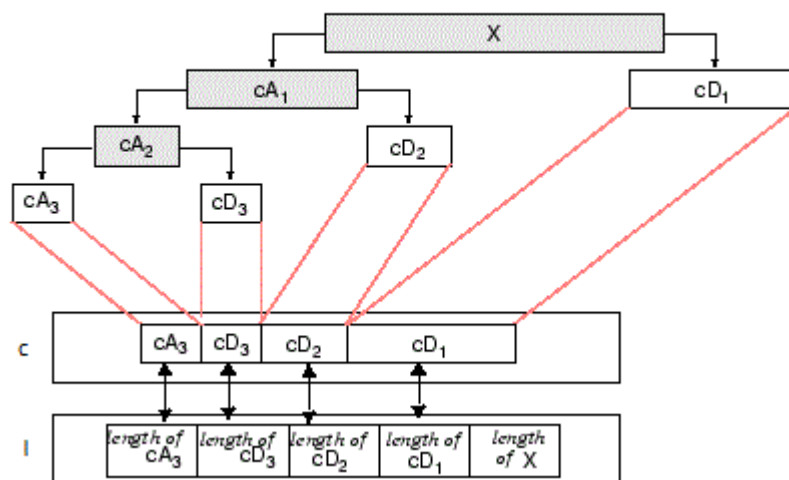 X
cA₁
cD₁
cA₂
cD₂
cA₃
cD₃
C
cA₃ cD₃ cD₂ cD₁
l
length of cA₃
length of cD₃
length of cD₂
length of cD₁
length of X